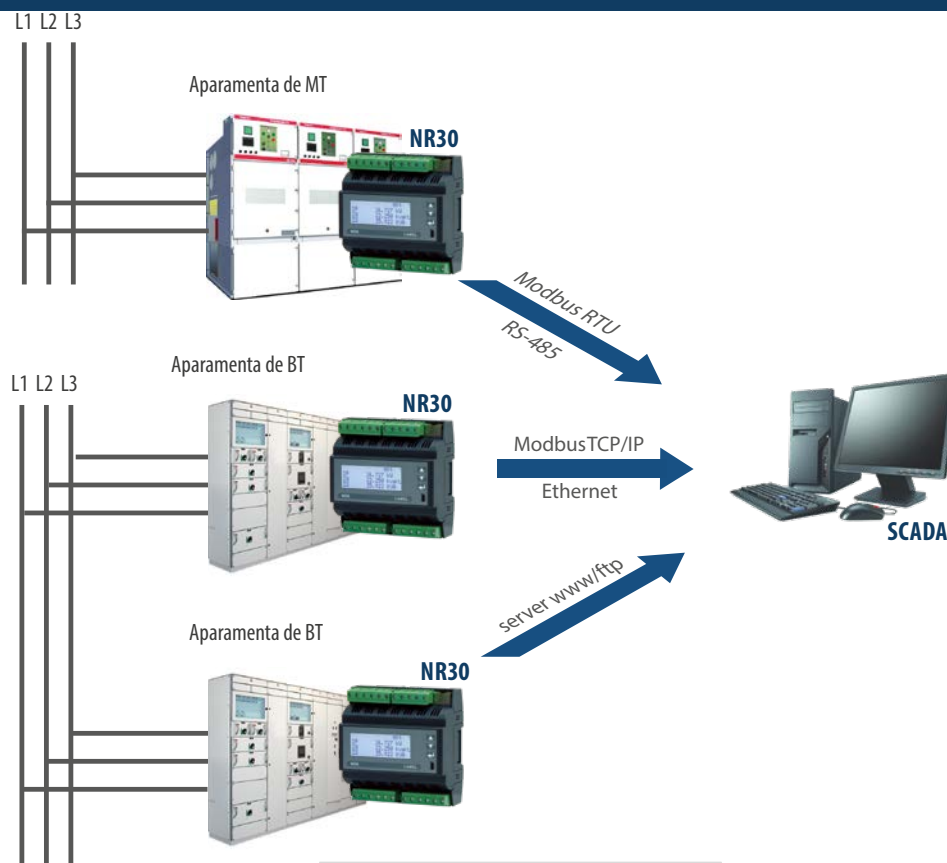 L1 L2 L3
Aparamenta de MT
NR30
Modbus RTU
RS-485
Aparamenta de BT
L1 L2 L3
NR30
ModbusTCP/IP
Ethernet
SCADA
server www/ftp
Aparamenta de BT
NR30